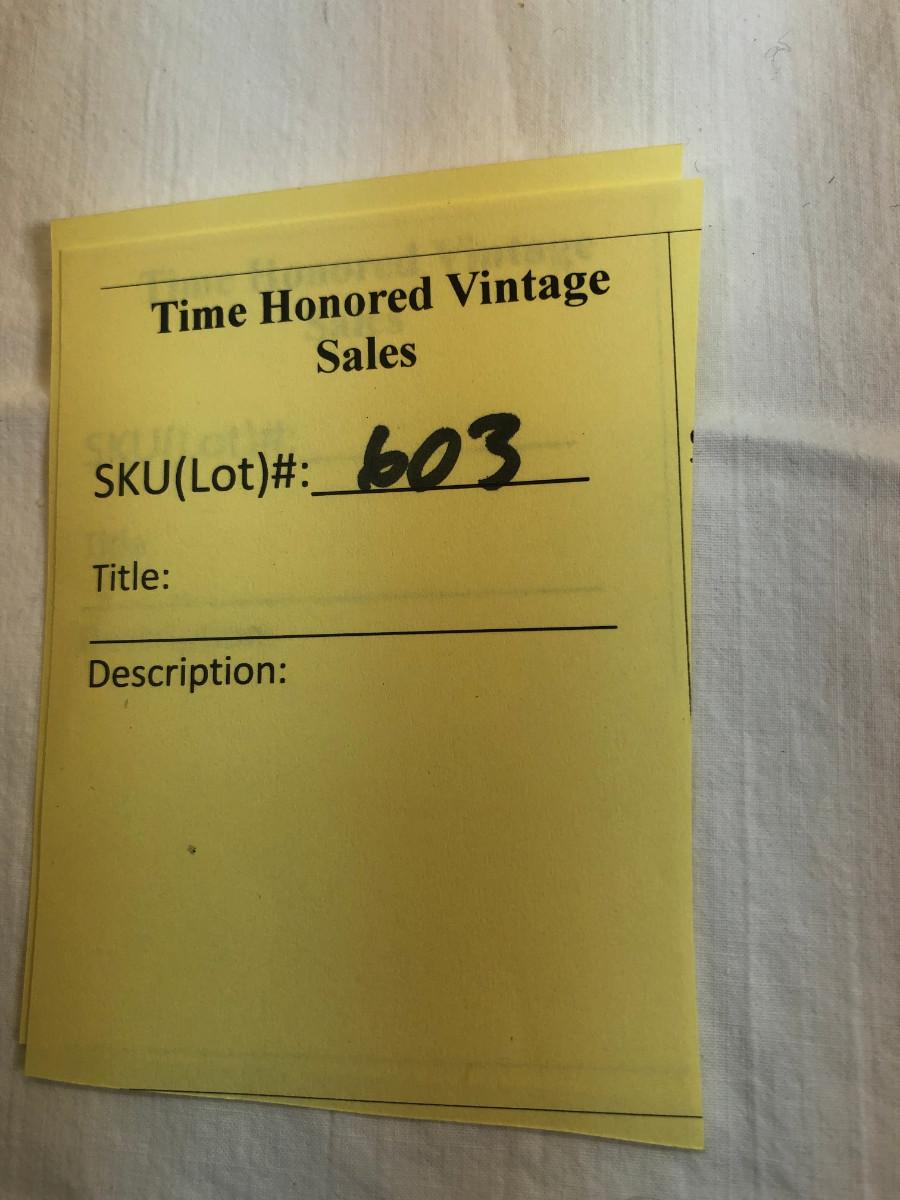 Time Honored Vintage
Sales
SKU(Lot)#: 603
Title:
Description: